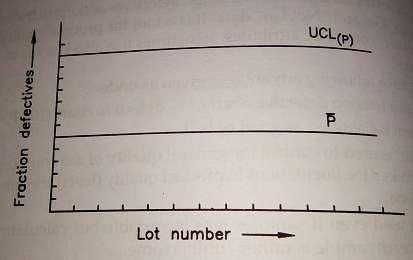 UCL(P)
P̄
Fraction defectives
Lot number